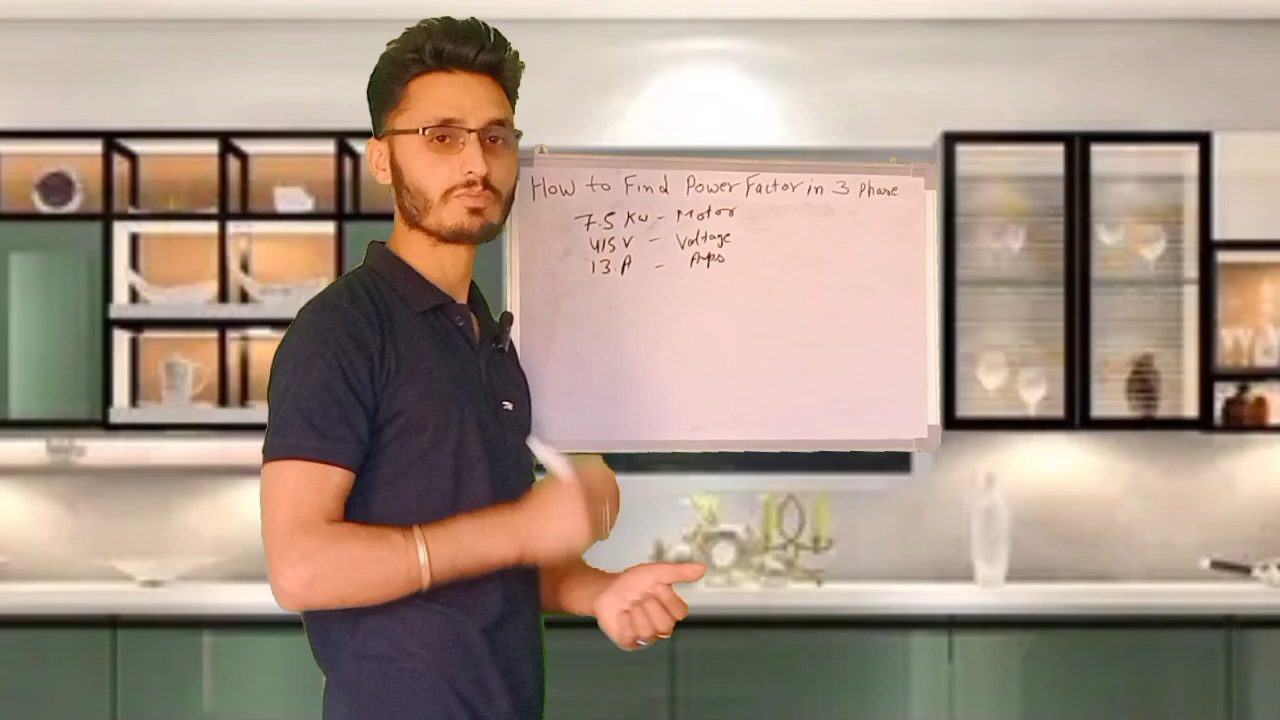 How to Find Power Factor in 3 Phase
7.5 Kw - Motor
415 V - Voltage
13.A - Amps